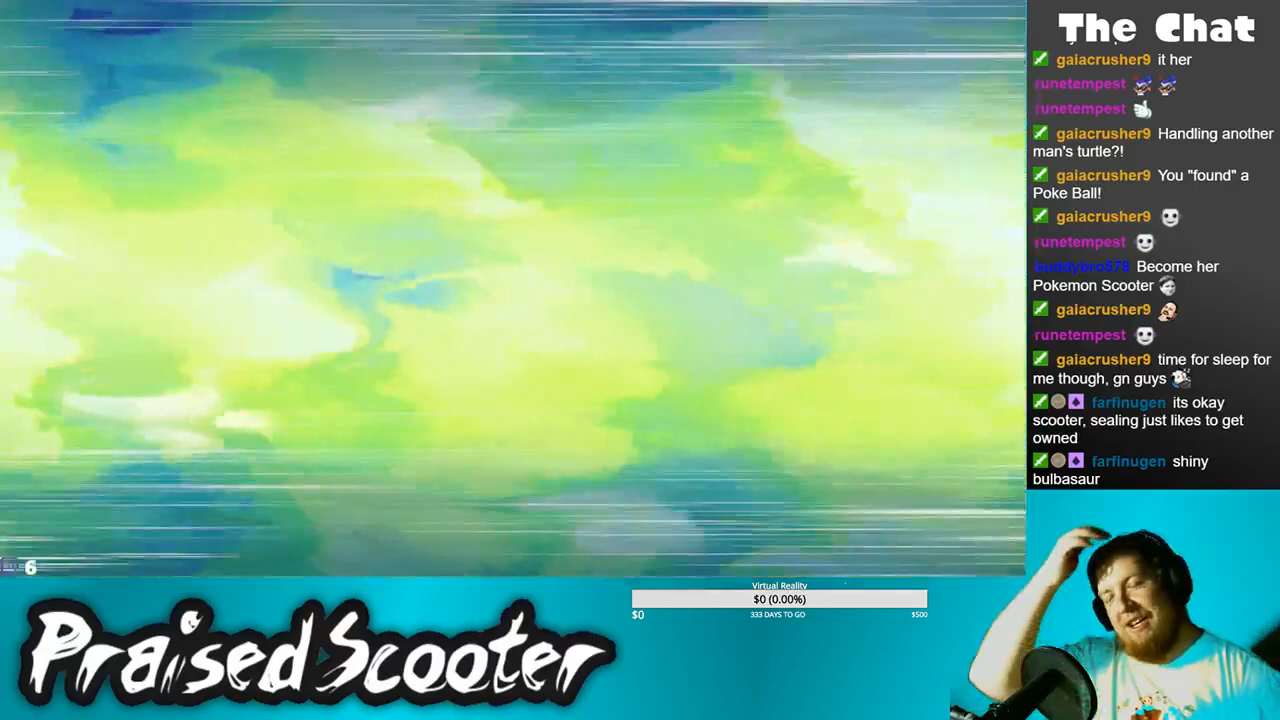 The Chat
gaiacrusher9 it her
runetempest
runetempest
gaiacrusher9 Handling another
man's turtle?!
gaiacrusher9 You "found" a
Poke Ball!
gaiacrusher9
runetempest
buddybro578 Become her
Pokemon Scooter
gaiacrusher9
runetempest
gaiacrusher9 time for sleep for
me though, gn guys
farfinugen its okay
scooter, sealing just likes to get
owned
farfinugen shiny
bulbasaur
6
PraisedScooter
Virtual Reality
$0 (0.00%)
$0
333 DAYS TO GO
$500